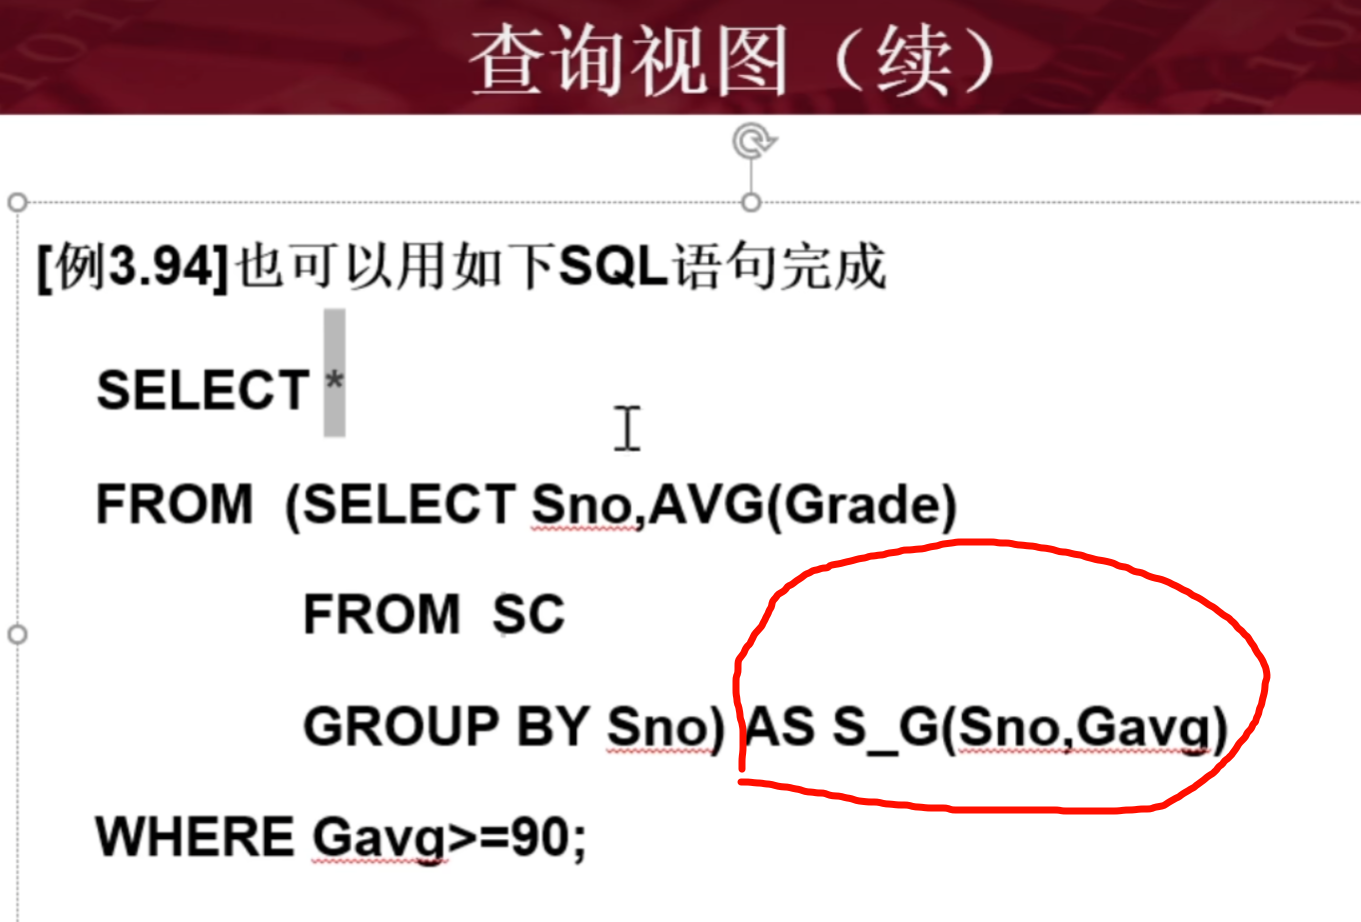 查询视图（续）
[例3.94]也可以用如下SQL语句完成
SELECT *
FROM (SELECT Sno,AVG(Grade)
FROM SC
GROUP BY Sno) AS S_G(Sno,Gavg)
WHERE Gavg>=90;